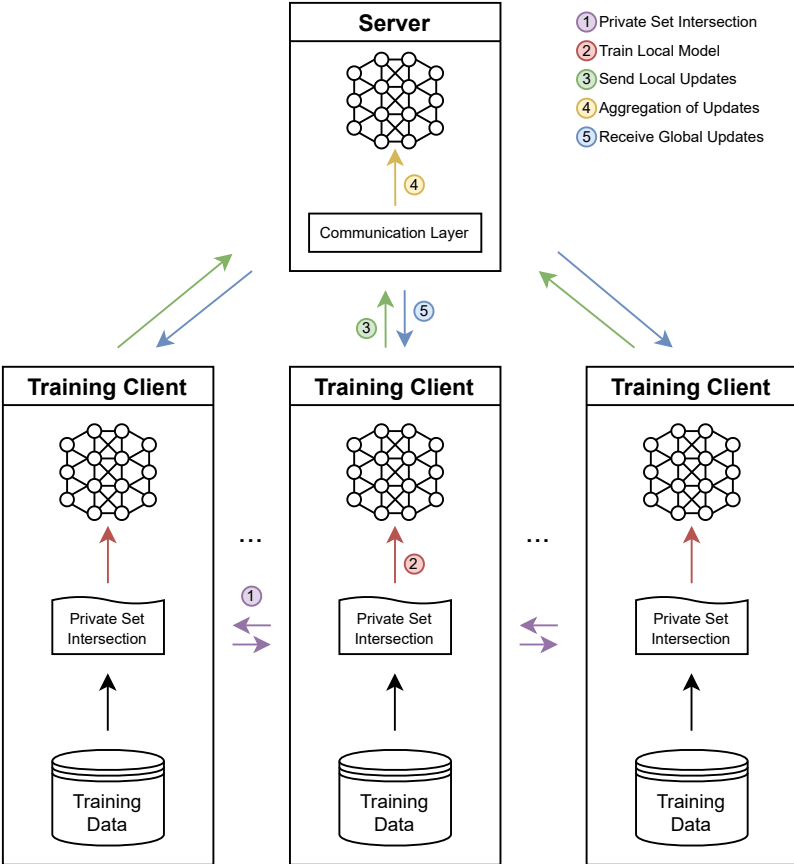 Server
1 Private Set Intersection
2 Train Local Model
3 Send Local Updates
4 Aggregation of Updates
5 Receive Global Updates
4
Communication Layer
3
5
Training Client
Training Client
Training Client
...
...
2
1
Private Set
Intersection
Private Set
Intersection
Private Set
Intersection
Training
Data
Training
Data
Training
Data